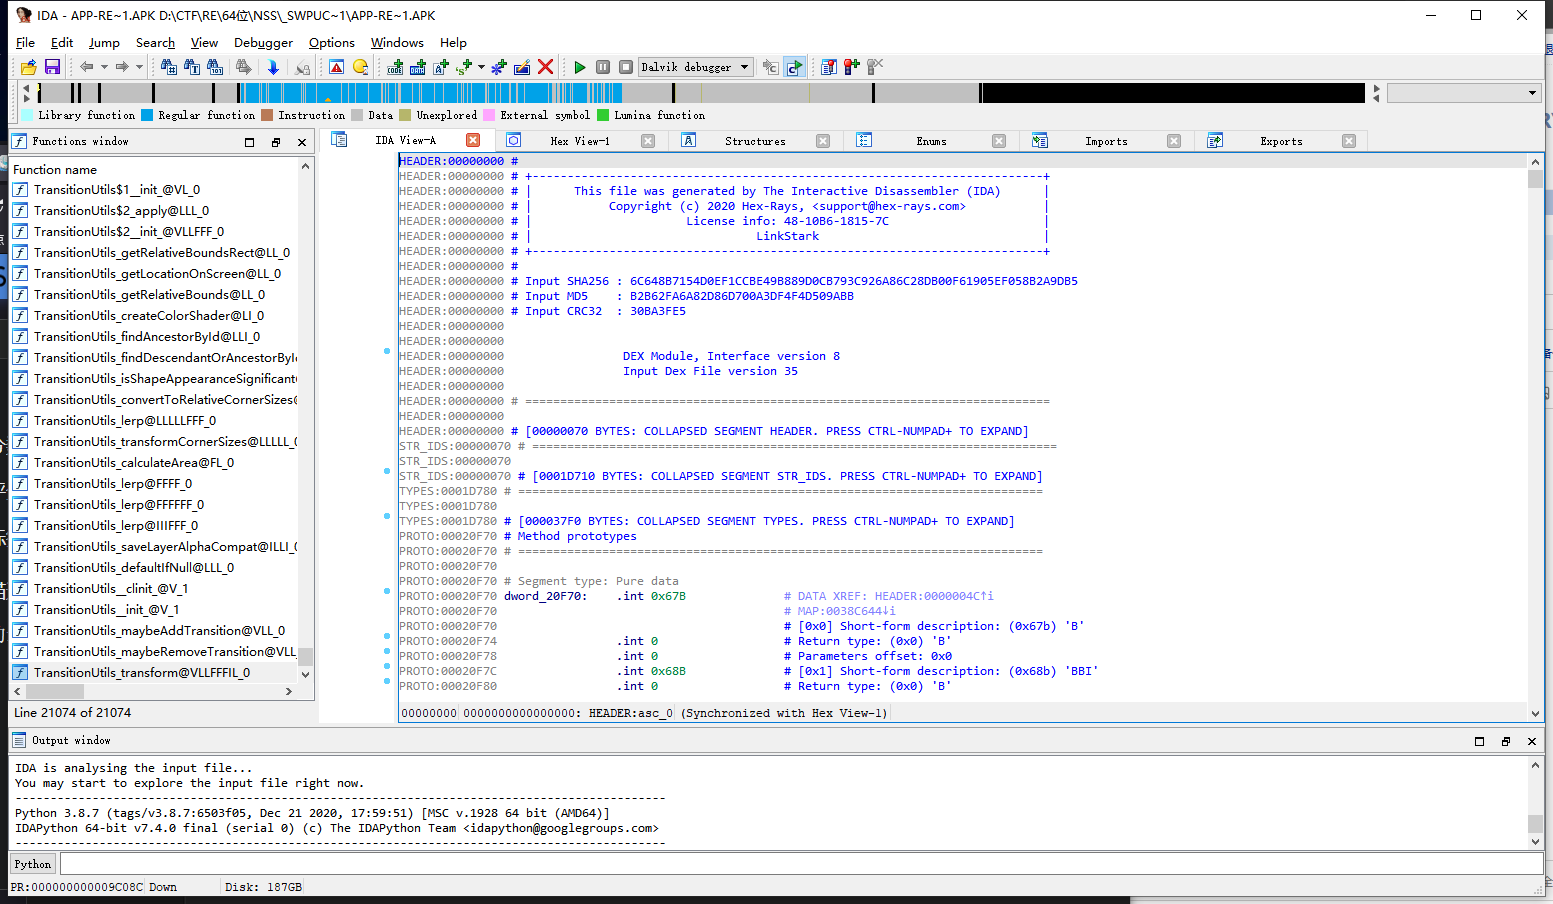 IDA - APP-RE~1.APK D:\CTF\RE\64位\NSS\_SWPUC~1\APP-RE~1.APK
File Edit Jump Search View Debugger Options Windows Help
Dalvik debugger
Library function Regular function Instruction Data Unexplored External symbol Lumina function
Functions window
IDA View-A Hex View-1 Structures Enums Imports Exports
Function name
TransitionUtils$1__init_@VL_0
TransitionUtils$2_apply@LLL_0
TransitionUtils$2__init_@VLLFFF_0
TransitionUtils_getRelativeBoundsRect@LL_0
TransitionUtils_getLocationOnScreen@LL_0
TransitionUtils_getRelativeBounds@LL_0
TransitionUtils_createColorShader@LI_0
TransitionUtils_findAncestorById@LLI_0
TransitionUtils_findDescendantOrAncestorById
TransitionUtils_isShapeAppearanceSignificant
TransitionUtils_convertToRelativeCornerSizes
TransitionUtils_lerp@LLLLLFFF_0
TransitionUtils_transformCornerSizes@LLLLL_0
TransitionUtils_calculateArea@FL_0
TransitionUtils_lerp@FFFF_0
TransitionUtils_lerp@FFFFFF_0
TransitionUtils_lerp@IIIFFF_0
TransitionUtils_saveLayerAlphaCompat@ILLI_0
TransitionUtils_defaultIfNull@LLL_0
TransitionUtils__clinit_@V_1
TransitionUtils__init_@V_1
TransitionUtils_maybeAddTransition@VLL_0
TransitionUtils_maybeRemoveTransition@VLL
TransitionUtils_transform@VLLFFFIL_0
Line 21074 of 21074
HEADER:00000000 #
HEADER:00000000 # +-------------------------------------------------------------------------+
HEADER:00000000 # | This file was generated by The Interactive Disassembler (IDA) |
HEADER:00000000 # | Copyright (c) 2020 Hex-Rays, <support@hex-rays.com> |
HEADER:00000000 # | License info: 48-10B6-1815-7C |
HEADER:00000000 # | LinkStark |
HEADER:00000000 # +-------------------------------------------------------------------------+
HEADER:00000000 #
HEADER:00000000 # Input SHA256 : 6C648B7154D0EF1CCBE49B889D0CB793C926A86C28DB00F61905EF058B2A9DB5
HEADER:00000000 # Input MD5 : B2B62FA6A82D86D700A3DF4F4D509ABB
HEADER:00000000 # Input CRC32 : 30BA3FE5
HEADER:00000000
HEADER:00000000
HEADER:00000000 DEX Module, Interface version 8
HEADER:00000000 Input Dex File version 35
HEADER:00000000
HEADER:00000000 # ===========================================================================
HEADER:00000000
HEADER:00000000 # [00000070 BYTES: COLLAPSED SEGMENT HEADER. PRESS CTRL-NUMPAD+ TO EXPAND]
STR_IDS:00000070 # ===========================================================================
STR_IDS:00000070
STR_IDS:00000070 # [0001D710 BYTES: COLLAPSED SEGMENT STR_IDS. PRESS CTRL-NUMPAD+ TO EXPAND]
TYPES:0001D780 # ===========================================================================
TYPES:0001D780
TYPES:0001D780 # [000037F0 BYTES: COLLAPSED SEGMENT TYPES. PRESS CTRL-NUMPAD+ TO EXPAND]
PROTO:00020F70 # Method prototypes
PROTO:00020F70 # ===========================================================================
PROTO:00020F70
PROTO:00020F70 # Segment type: Pure data
PROTO:00020F70 dword_20F70: .int 0x67B # DATA XREF: HEADER:0000004C↑i
PROTO:00020F70 # MAP:0038C644↓i
PROTO:00020F70 # [0x0] Short-form description: (0x67b) 'B'
PROTO:00020F74 .int 0 # Return type: (0x0) 'B'
PROTO:00020F78 .int 0 # Parameters offset: 0x0
PROTO:00020F7C .int 0x68B # [0x1] Short-form description: (0x68b) 'BBI'
PROTO:00020F80 .int 0 # Return type: (0x0) 'B'
00000000 0000000000000000: HEADER:asc_0 (Synchronized with Hex View-1)
Output window
IDA is analysing the input file...
You may start to explore the input file right now.
---------------------------------------------------------------------------------------------
Python 3.8.7 (tags/v3.8.7:6503f05, Dec 21 2020, 17:59:51) [MSC v.1928 64 bit (AMD64)]
IDAPython 64-bit v7.4.0 final (serial 0) (c) The IDAPython Team <idapython@googlegroups.com>
---------------------------------------------------------------------------------------------
Python
PR:000000000009C08C Down Disk: 187GB